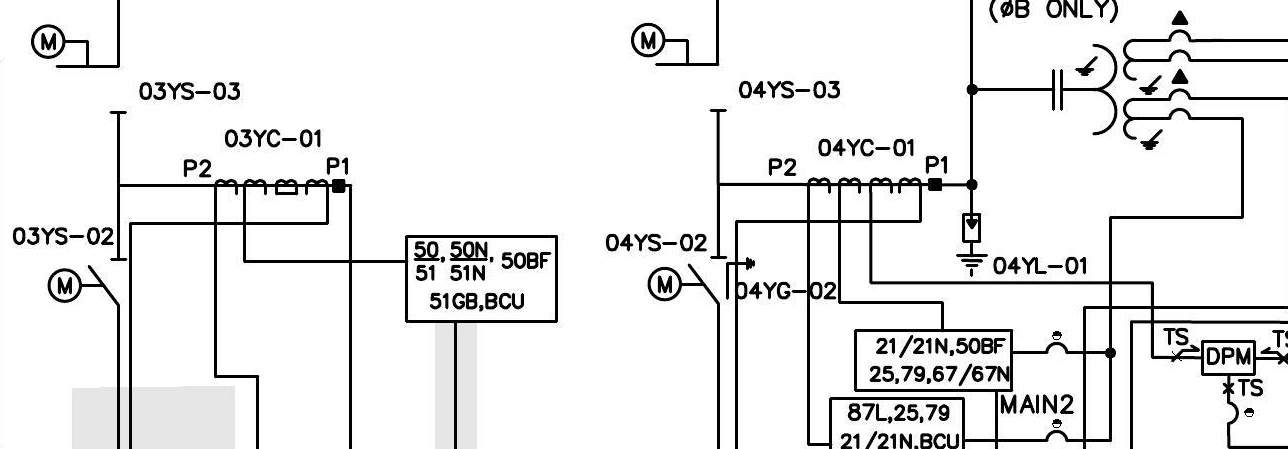 (ØB ONLY)
M
M
03YS-03
04YS-03
03YC-01
04YC-01
P2
P1
P2
P1
03YS-02
04YS-02
50, 50N, 50BF
51 51N
51GB,BCU
M
M
04YG-02
04YL-01
21/21N,50BF
25,79,67/67N
TS
DPM
TS
TS
MAIN2
87L,25,79
21/21N,BCU